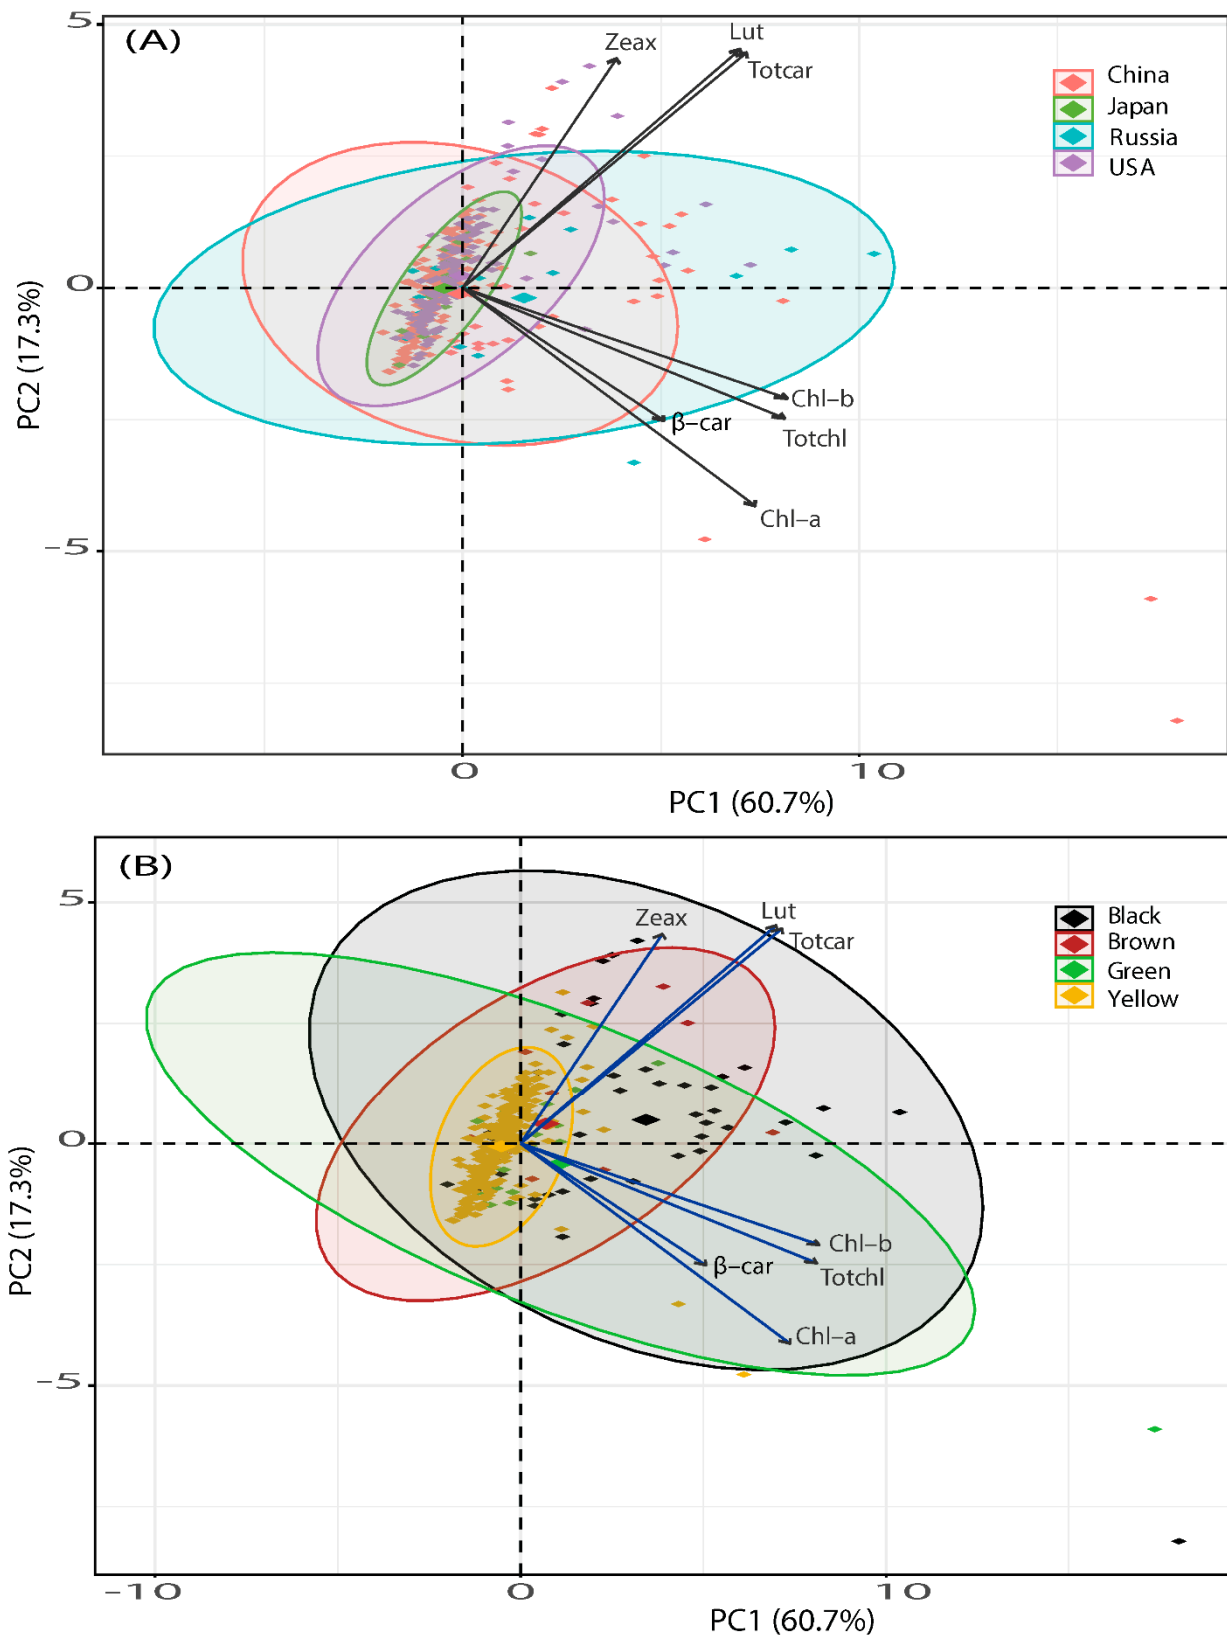 (A)
5
0
−5
PC2 (17.3%)
Zeax
Lut
Totcar
China
Japan
Russia
USA
Chl−b
β−car
Totchl
Chl−a
0
10
PC1 (60.7%)
(B)
5
0
−5
PC2 (17.3%)
Zeax
Lut
Totcar
Black
Brown
Green
Yellow
Chl−b
β−car
Totchl
Chl−a
−10
0
10
PC1 (60.7%)